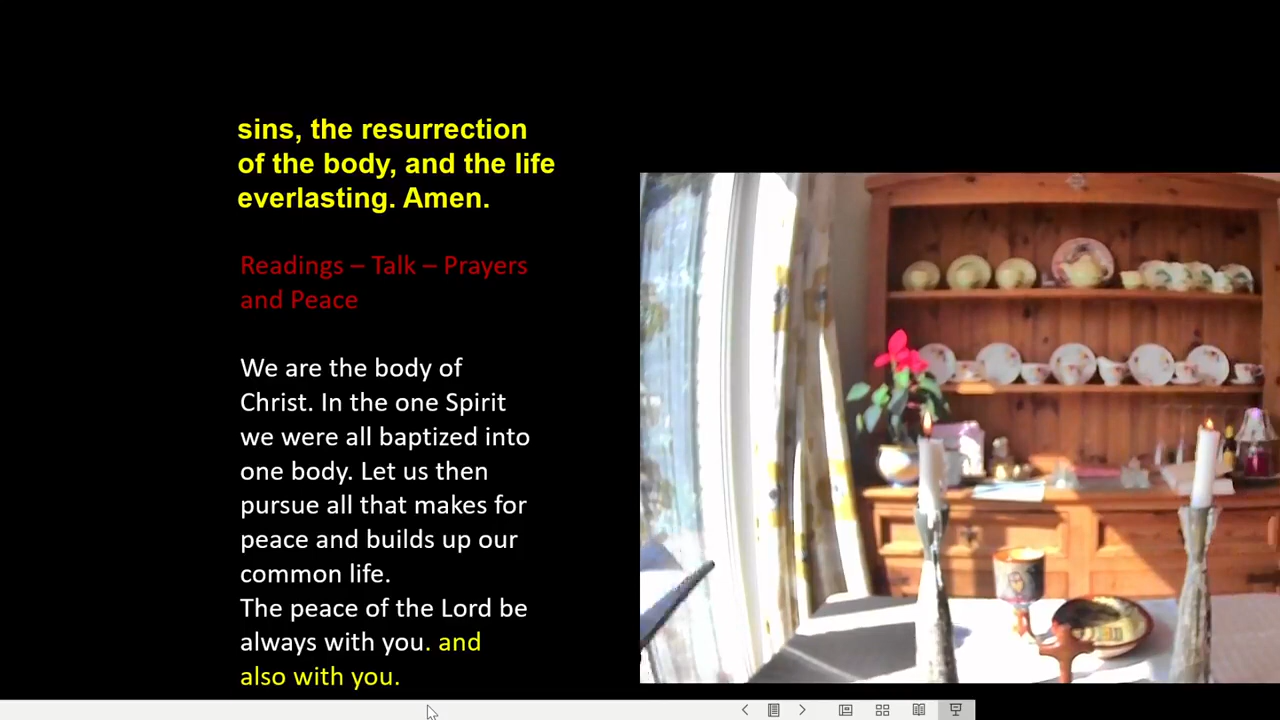 sins, the resurrection
of the body, and the life
everlasting. Amen.
Readings – Talk – Prayers
and Peace
We are the body of
Christ. In the one Spirit
we were all baptized into
one body. Let us then
pursue all that makes for
peace and builds up our
common life.
The peace of the Lord be
always with you. and
also with you.